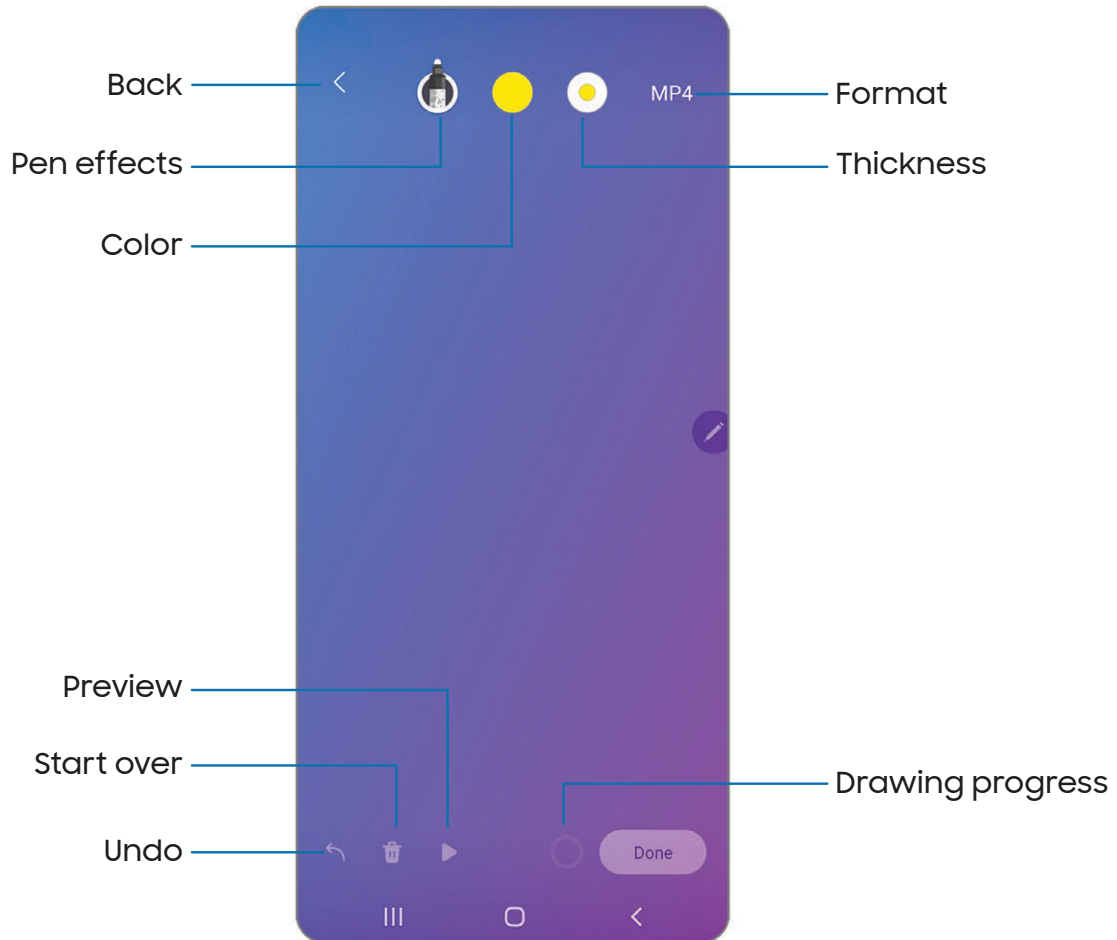 Back
MP4
Format
Pen effects
Thickness
Color
Preview
Start over
Drawing progress
Undo
Done